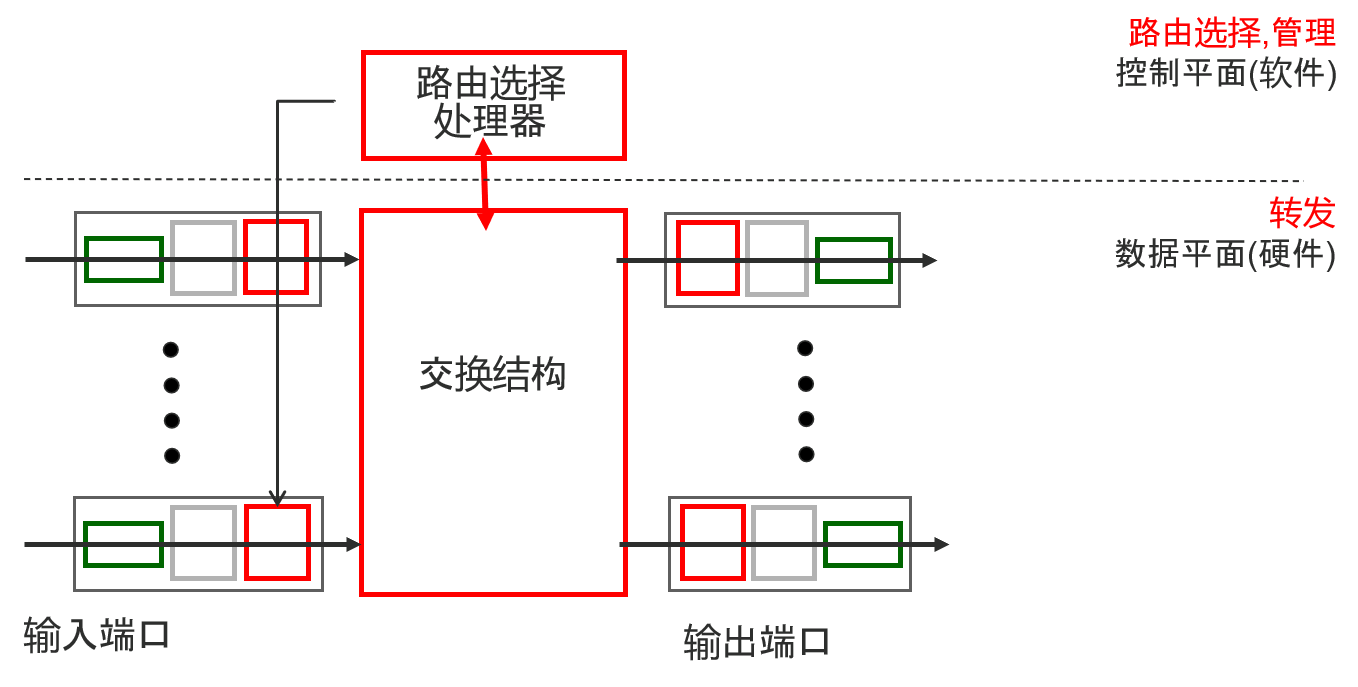 路由选择,管理
控制平面(软件)
路由选择
处理器
转发
数据平面(硬件)
交换结构
输入端口
输出端口